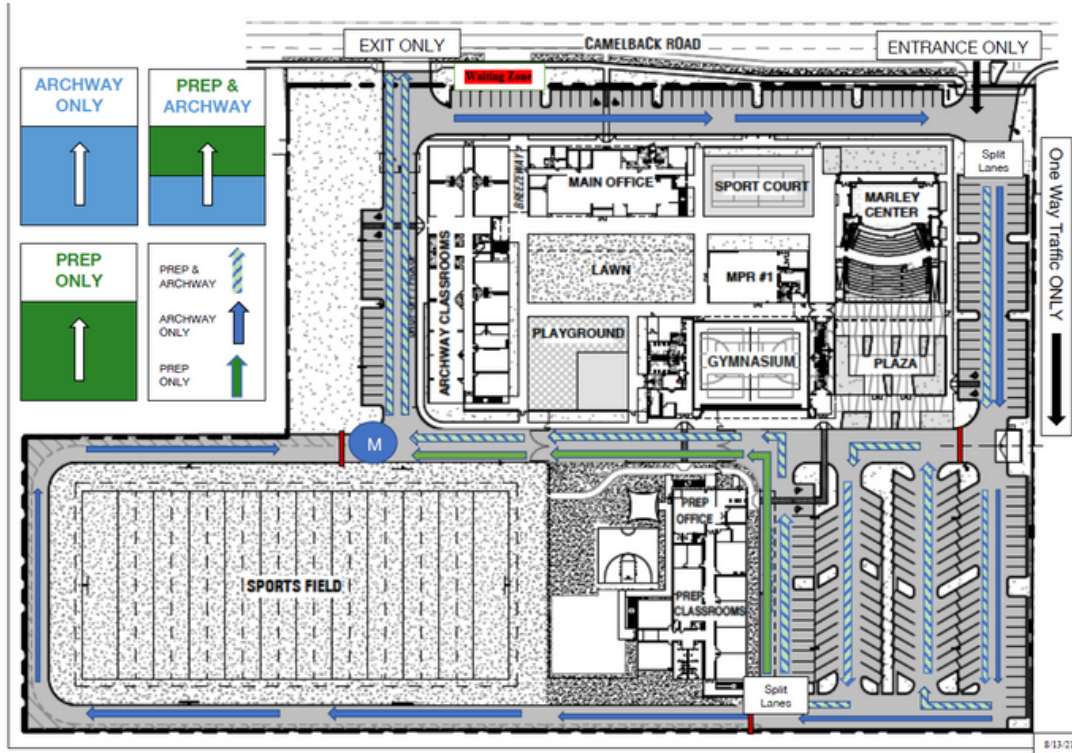 EXIT ONLY
CAMELBACK ROAD
ENTRANCE ONLY
Waiting Zone
ARCHWAY
ONLY
PREP &
ARCHWAY
PREP
ONLY
PREP &
ARCHWAY
ARCHWAY
ONLY
PREP
ONLY
Split
Lanes
One Way Traffic ONLY
BREEZEWAY
MAIN OFFICE
SPORT COURT
MARLEY
CENTER
ARCHWAY CLASSROOMS
LAWN
MPR #1
PLAYGROUND
GYMNASIUM
PLAZA
M
PREP
OFFICE
SPORTS FIELD
PREP
CLASSROOMS
Split
Lanes